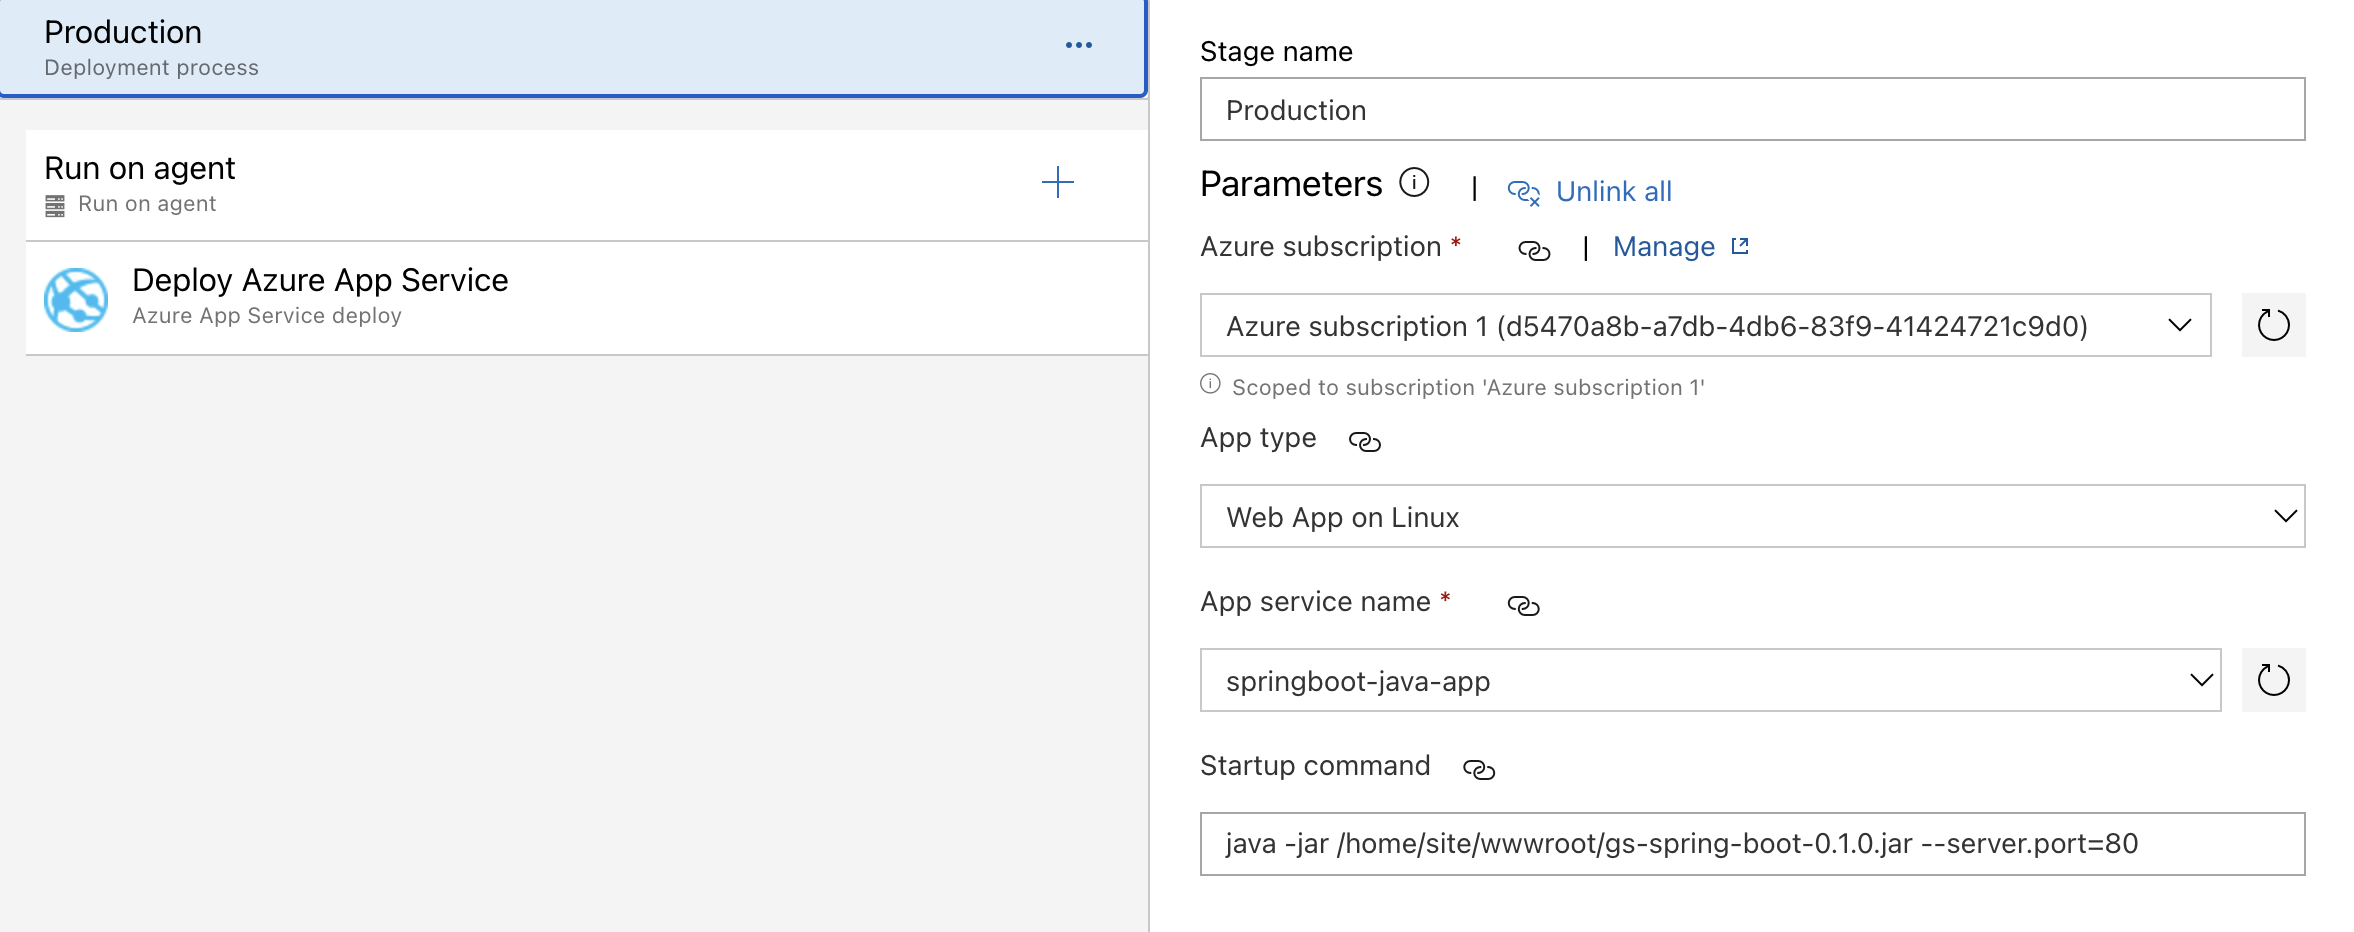 Production
Deployment process
Run on agent
Run on agent
Deploy Azure App Service
Azure App Service deploy
Stage name
Production
Parameters | Unlink all
Azure subscription * | Manage
Azure subscription 1 (d5470a8b-a7db-4db6-83f9-41424721c9d0)
Scoped to subscription 'Azure subscription 1'
App type
Web App on Linux
App service name *
springboot-java-app
Startup command
java -jar /home/site/wwwroot/gs-spring-boot-0.1.0.jar --server.port=80